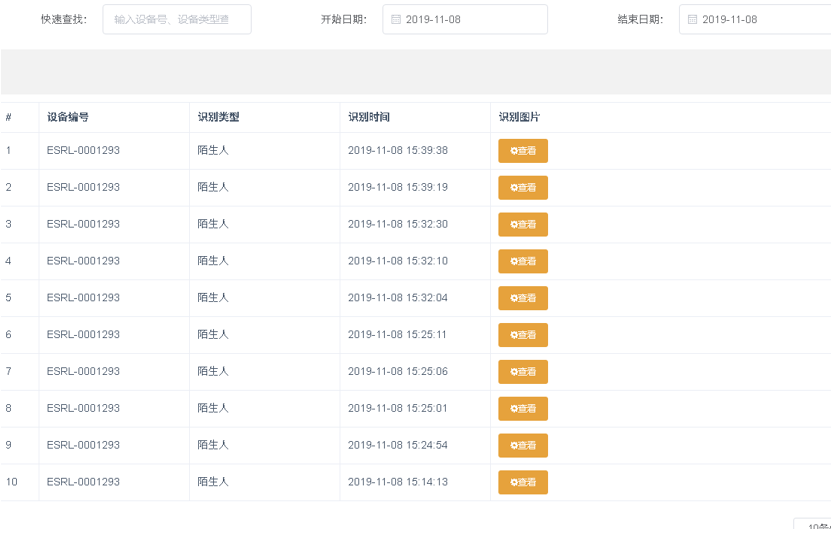 快速查找: 输入设备号、设备类型 开始日期: 2019-11-08 结束日期: 2019-11-08
# 设备编号 识别类型 识别时间 识别图片
1 ESRL-0001293 陌生人 2019-11-08 15:39:38 查看
2 ESRL-0001293 陌生人 2019-11-08 15:39:19 查看
3 ESRL-0001293 陌生人 2019-11-08 15:32:30 查看
4 ESRL-0001293 陌生人 2019-11-08 15:32:10 查看
5 ESRL-0001293 陌生人 2019-11-08 15:32:04 查看
6 ESRL-0001293 陌生人 2019-11-08 15:25:11 查看
7 ESRL-0001293 陌生人 2019-11-08 15:25:06 查看
8 ESRL-0001293 陌生人 2019-11-08 15:25:01 查看
9 ESRL-0001293 陌生人 2019-11-08 15:24:54 查看
10 ESRL-0001293 陌生人 2019-11-08 15:14:13 查看